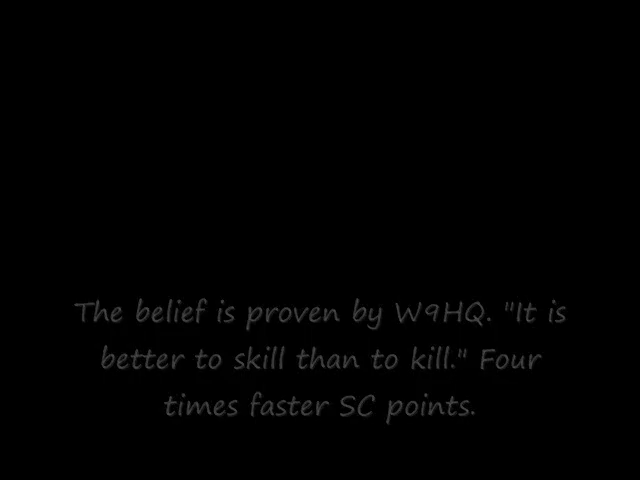 The belief is proven by W9HQ. "It is
better to skill than to kill." Four
times faster SC points.